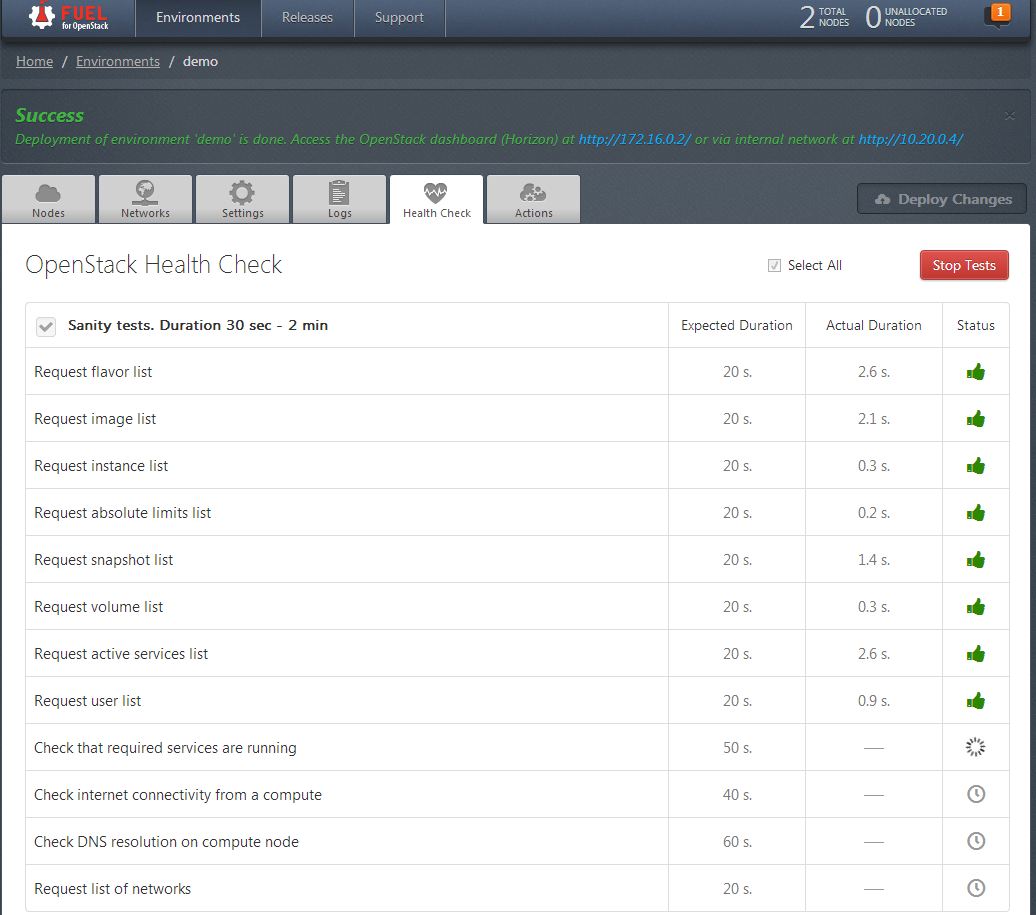 FUEL
for OpenStack
Environments
Releases
Support
2 TOTAL NODES
0 UNALLOCATED NODES
1
Home / Environments / demo
Success
Deployment of environment 'demo' is done. Access the OpenStack dashboard (Horizon) at http://172.16.0.2/ or via internal network at http://10.20.0.4/
Nodes
Networks
Settings
Logs
Health Check
Actions
Deploy Changes
OpenStack Health Check
Select All
Stop Tests
Sanity tests. Duration 30 sec - 2 min Expected Duration Actual Duration Status
Request flavor list 20 s. 2.6 s.
Request image list 20 s. 2.1 s.
Request instance list 20 s. 0.3 s.
Request absolute limits list 20 s. 0.2 s.
Request snapshot list 20 s. 1.4 s.
Request volume list 20 s. 0.3 s.
Request active services list 20 s. 2.6 s.
Request user list 20 s. 0.9 s.
Check that required services are running 50 s. —
Check internet connectivity from a compute 40 s. —
Check DNS resolution on compute node 60 s. —
Request list of networks 20 s. —